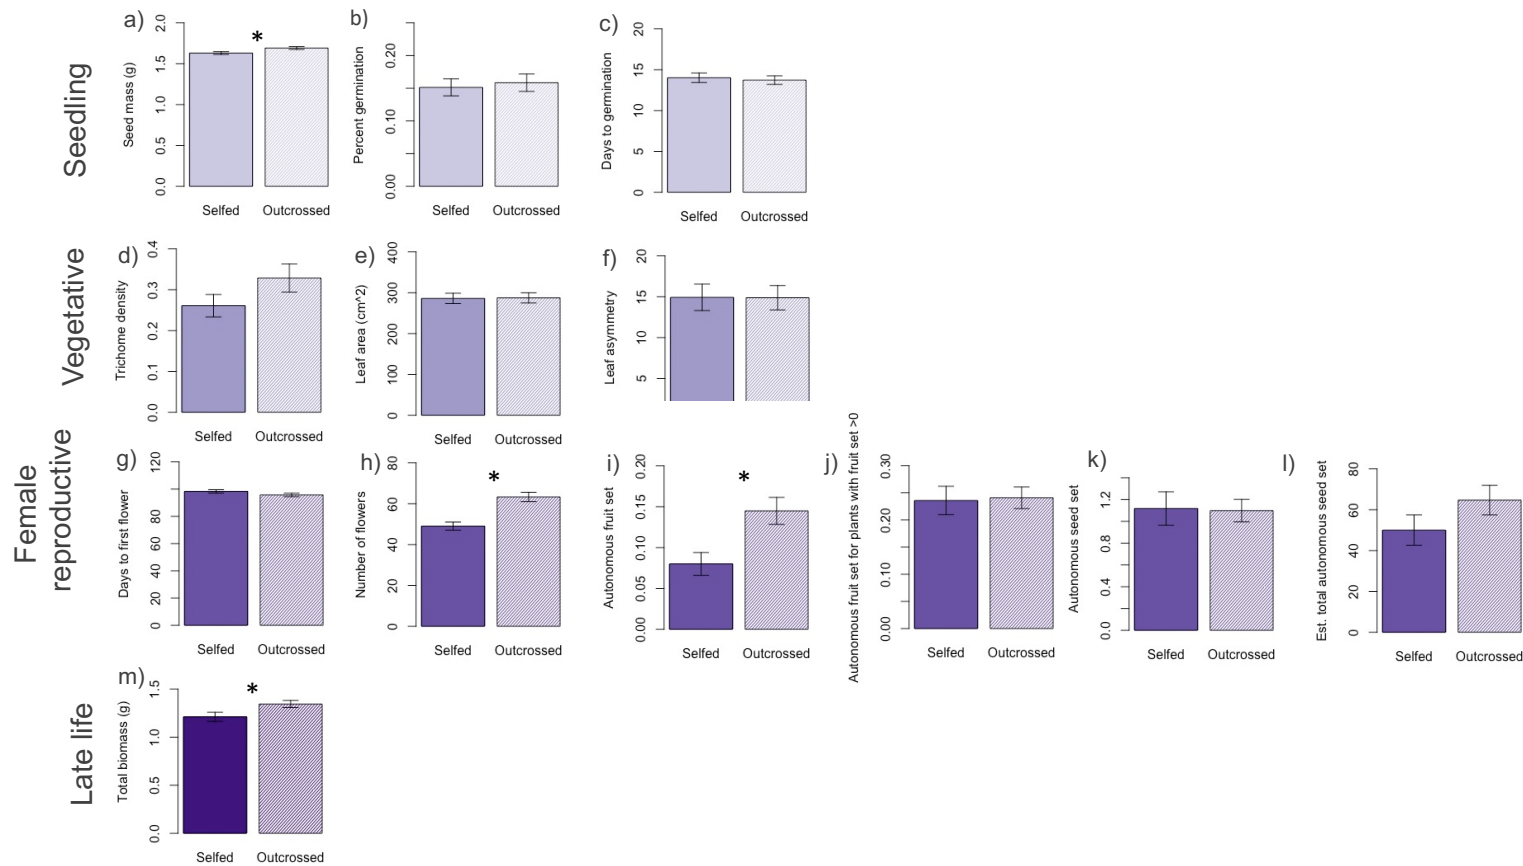 Seedling
a)
*
Seed mass (g)
0.0 0.5 1.0 1.5 2.0
Selfed Outcrossed
b)
Percent germination
0.00 0.10 0.20
Selfed Outcrossed
c)
Days to germination
0 5 10 15 20
Selfed Outcrossed
Vegetative
d)
Trichome density
0.0 0.1 0.2 0.3 0.4
Selfed Outcrossed
e)
Leaf area (cm^2)
0 100 200 300 400
Selfed Outcrossed
f)
Leaf asymmetry
5 10 15 20
Female
reproductive
g)
Days to first flower
0 20 40 60 80 100 120
Selfed Outcrossed
h)
*
Number of flowers
0 20 40 60 80
Selfed Outcrossed
i)
*
Autonomous fruit set
0.00 0.05 0.10 0.15 0.20
Selfed Outcrossed
j)
Autonomous fruit set for plants with fruit set >0
0.00 0.10 0.20 0.30
Selfed Outcrossed
k)
Autonomous seed set
0.0 0.4 0.8 1.2
Selfed Outcrossed
l)
Est. total autonomous seed set
0 20 40 60 80
Selfed Outcrossed
Late life
m)
*
Total biomass (g)
0.0 0.5 1.0 1.5
Selfed Outcrossed